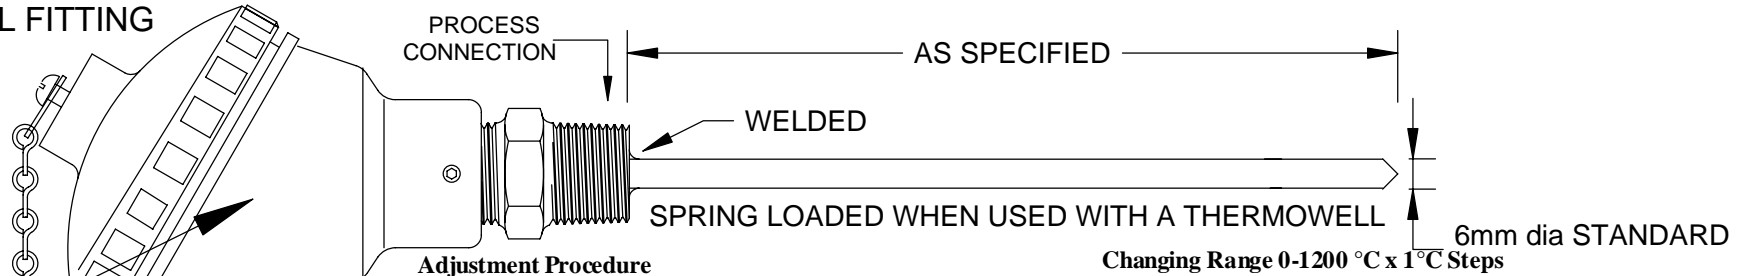 L FITTING
PROCESS
CONNECTION
AS SPECIFIED
WELDED
SPRING LOADED WHEN USED WITH A THERMOWELL
6mm dia STANDARD
Adjustment Procedure
Changing Range 0-1200 °C x 1°C Steps